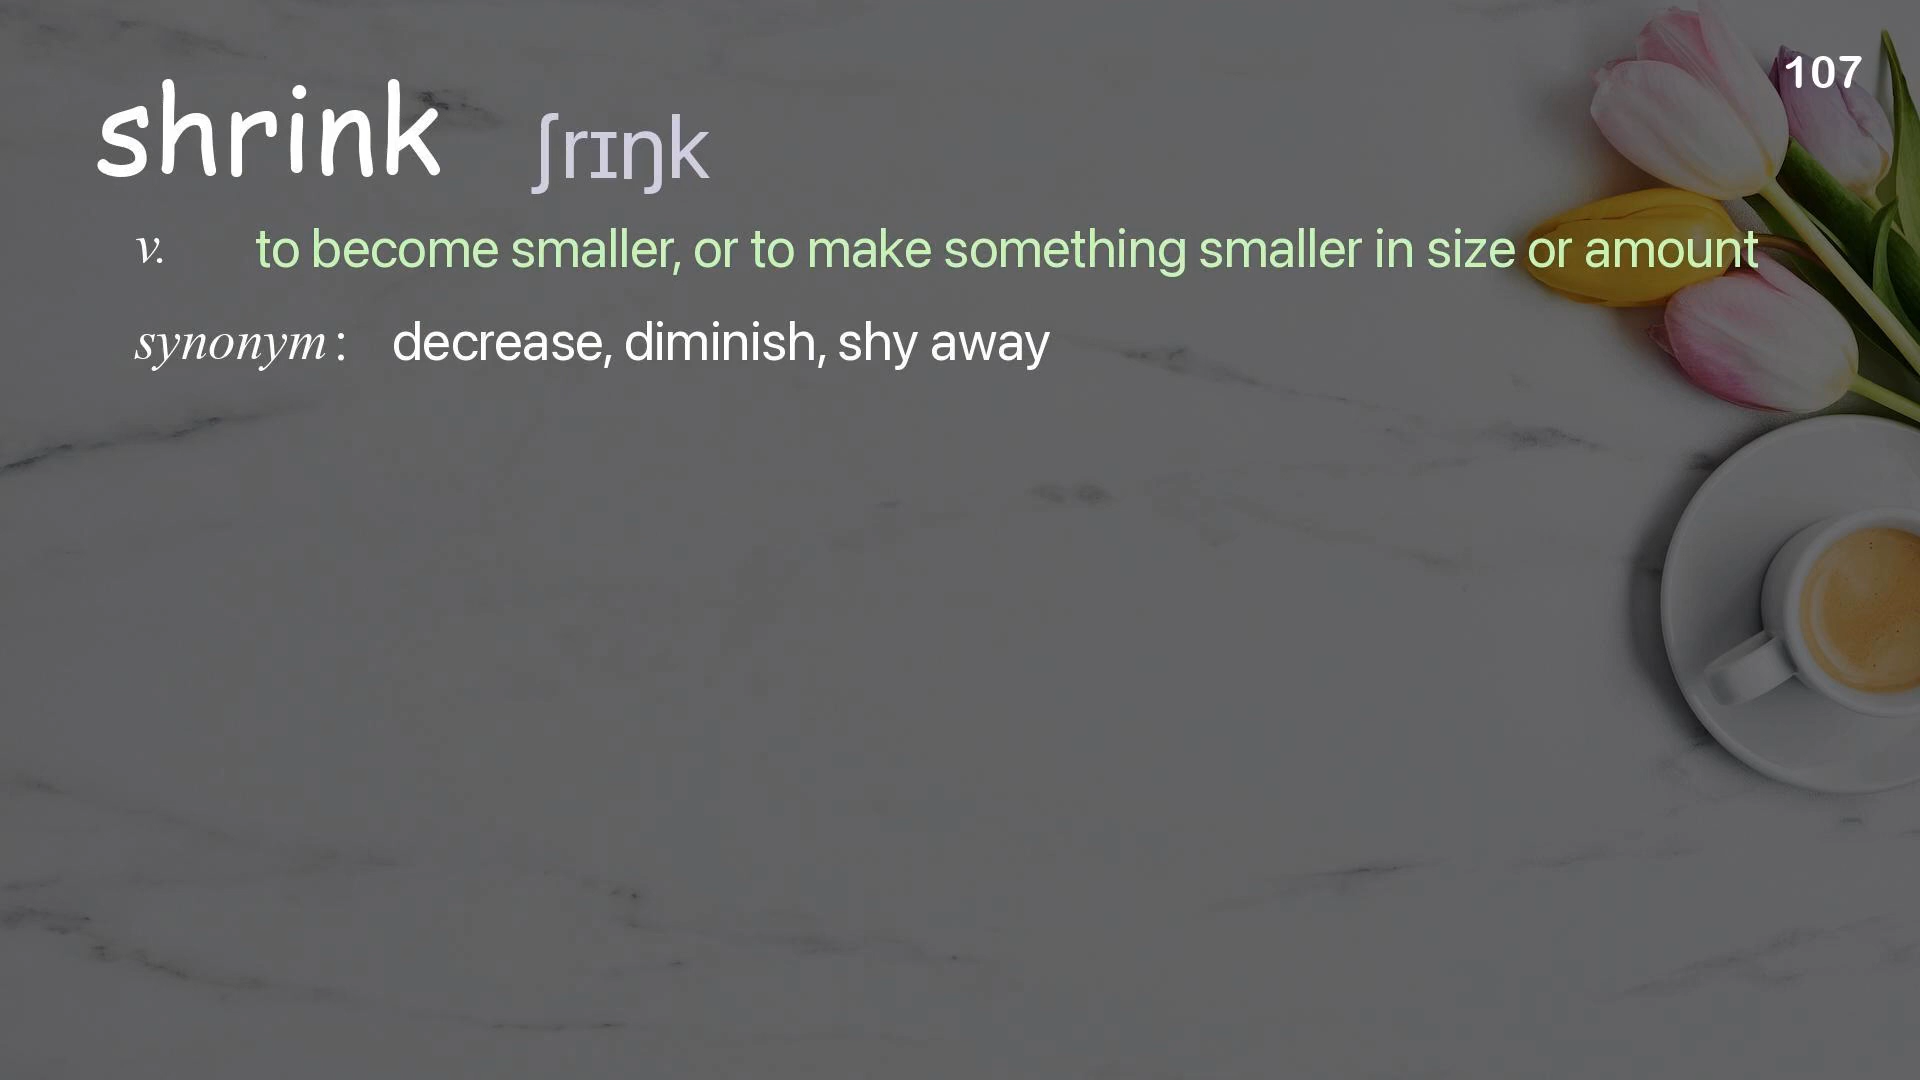 107
shrink ʃrɪŋk
v. to become smaller, or to make something smaller in size or amount
synonym : decrease, diminish, shy away